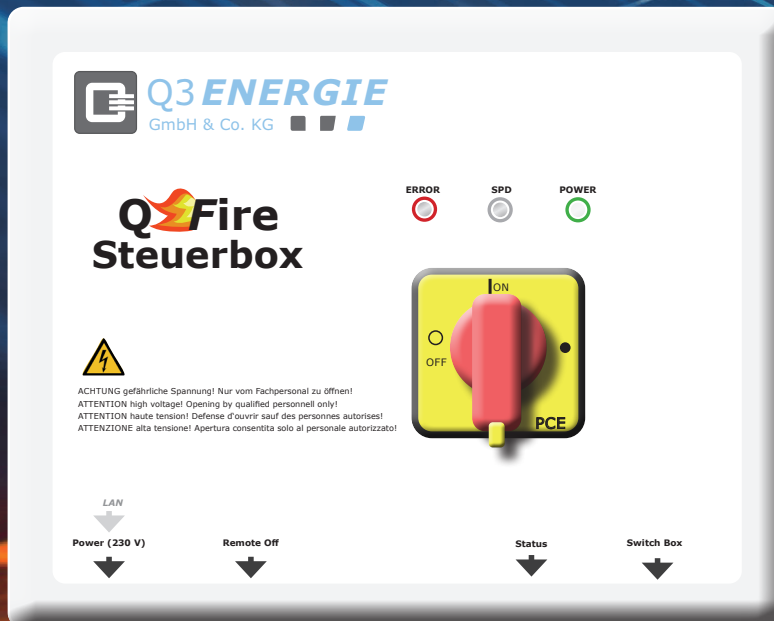 Q3 ENERGIE
GmbH & Co. KG
Q Fire
Steuerbox
ERROR
SPD
POWER
ON
OFF
PCE
ACHTUNG gefährliche Spannung! Nur vom Fachpersonal zu öffnen!
ATTENTION high voltage! Opening by qualified personnell only!
ATTENTION haute tension! Defense d'ouvrir sauf des personnes autorises!
ATTENZIONE alta tensione! Apertura consentita solo al personale autorizzato!
LAN
Power (230 V)
Remote Off
Status
Switch Box